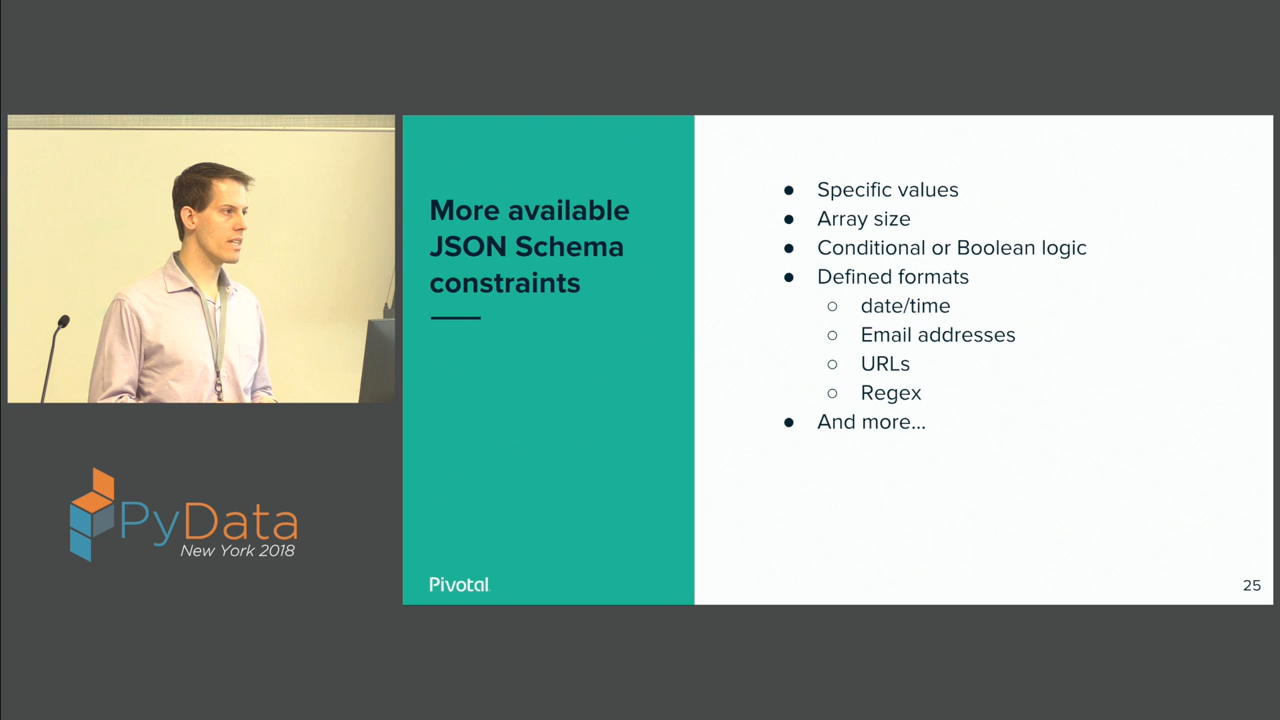 More available
JSON Schema
constraints
● Specific values
● Array size
● Conditional or Boolean logic
● Defined formats
○ date/time
○ Email addresses
○ URLs
○ Regex
● And more...
Pivotal
25
PyData
New York 2018